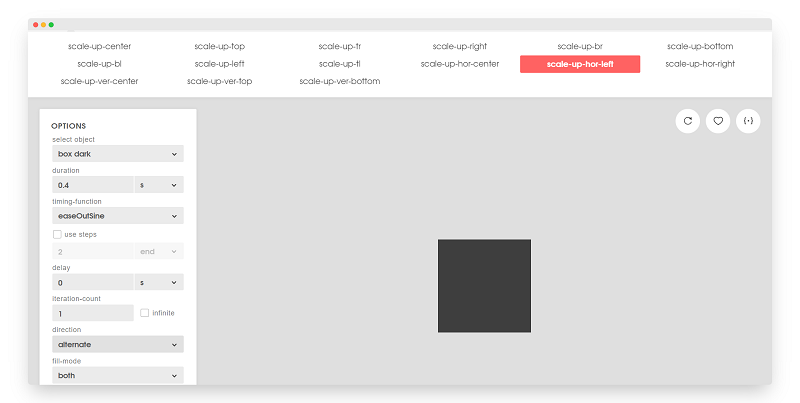 scale-up-center scale-up-top scale-up-tr scale-up-right scale-up-br scale-up-bottom
scale-up-bl scale-up-left scale-up-tl scale-up-hor-center scale-up-hor-left scale-up-hor-right
scale-up-ver-center scale-up-ver-top scale-up-ver-bottom
OPTIONS
select object
box dark
duration
0.4 s
timing-function
easeOutSine
use steps
2 end
delay
0 s
iteration-count
1 infinite
direction
alternate
fill-mode
both